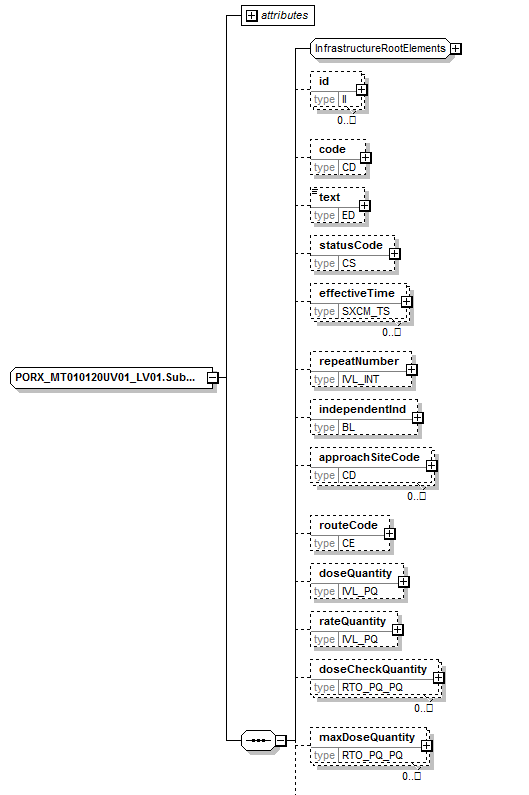 attributes
InfrastructureRootElements
id
type II
0..□
code
type CD
text
type ED
statusCode
type CS
effectiveTime
type SXCM_TS
0..□
PORX_MT010120UV01_LV01.Sub...
repeatNumber
type IVL_INT
independentInd
type BL
approachSiteCode
type CD
0..□
routeCode
type CE
doseQuantity
type IVL_PQ
rateQuantity
type IVL_PQ
doseCheckQuantity
type RTO_PQ_PQ
0..□
maxDoseQuantity
type RTO_PQ_PQ
0..□